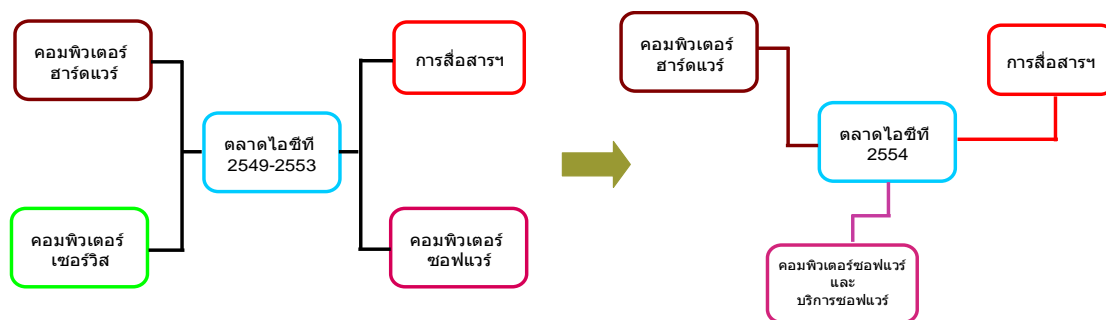 คอมพิวเตอร์
ฮาร์ดแวร์
การสื่อสารฯ
ตลาดไอซีที
2549-2553
คอมพิวเตอร์
เซอร์วิส
คอมพิวเตอร์
ซอฟแวร์
คอมพิวเตอร์
ฮาร์ดแวร์
การสื่อสารฯ
ตลาดไอซีที
2554
คอมพิวเตอร์ซอฟแวร์
และ
บริการซอฟแวร์